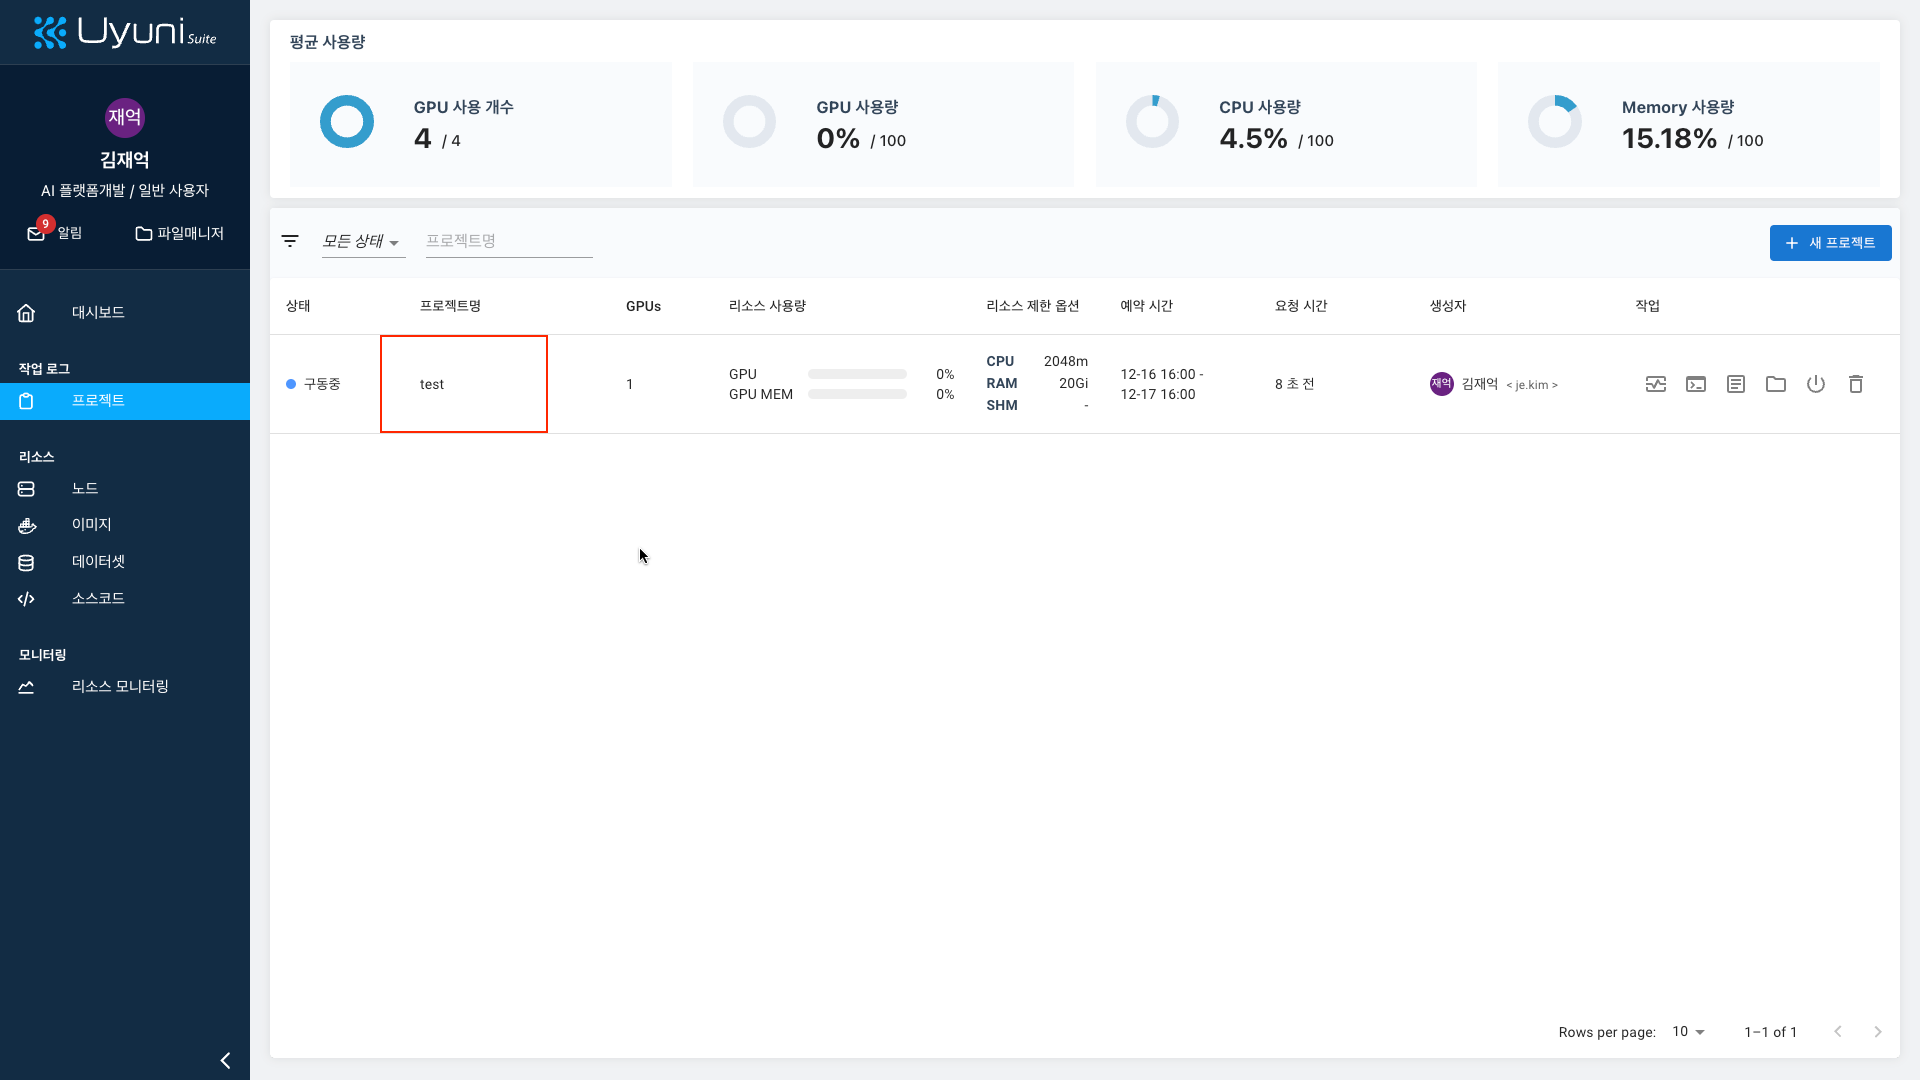 Uyuni Suite
재억
김재억
AI 플랫폼개발 / 일반 사용자
9 알림 파일매니저
대시보드
작업 로그
프로젝트
리소스
노드
이미지
데이터셋
소스코드
모니터링
리소스 모니터링
평균 사용량
GPU 사용 개수
4 / 4
GPU 사용량
0% / 100
CPU 사용량
4.5% / 100
Memory 사용량
15.18% / 100
모든 상태 프로젝트명 새 프로젝트
상태 프로젝트명 GPUs 리소스 사용량 리소스 제한 옵션 예약 시간 요청 시간 생성자 작업
구동중
test
1
GPU 0%
GPU MEM 0%
CPU 2048m
RAM 20Gi
SHM -
12-16 16:00 -
12-17 16:00
8 초 전
재억 김재억 < je.kim >
Rows per page: 10 1–1 of 1